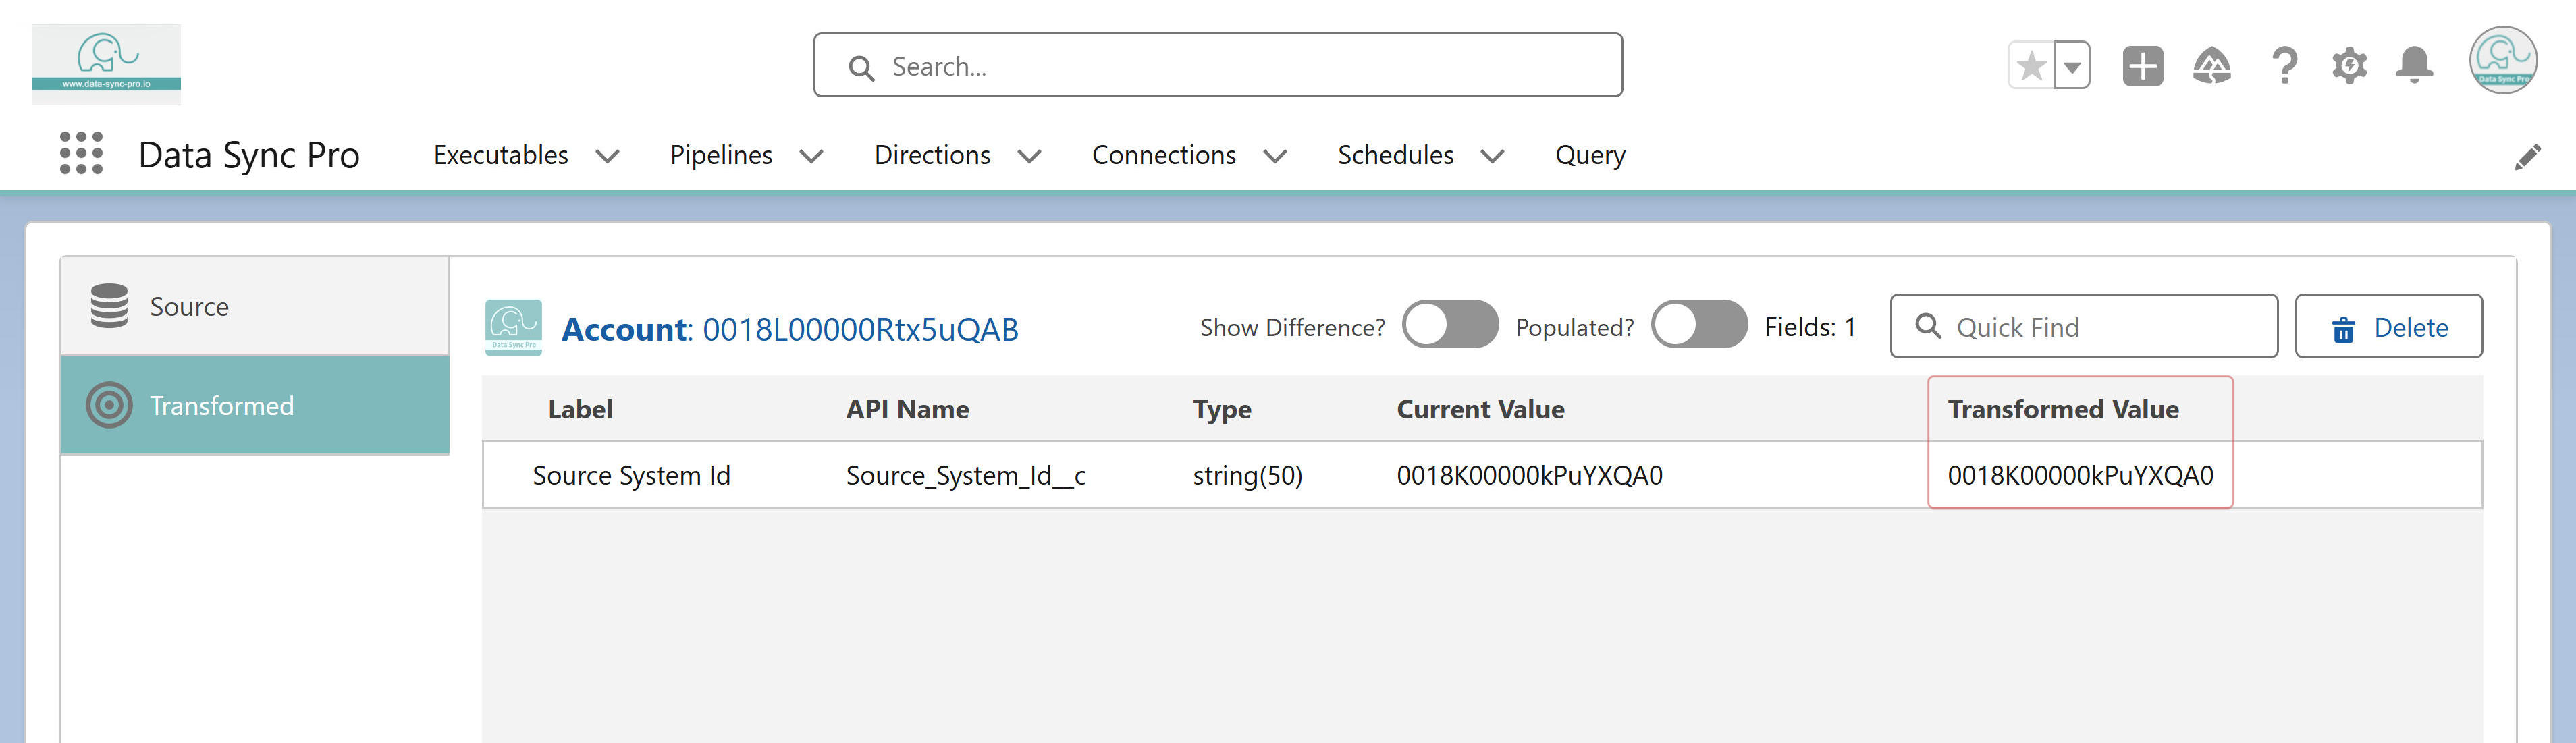 www.data-sync-pro.io
Search...
Data Sync Pro
Data Sync Pro
Executables
Pipelines
Directions
Connections
Schedules
Query
Source
Transformed
Data Sync Pro
Account: 0018L00000Rtx5uQAB
Show Difference?
Populated?
Fields: 1
Quick Find
Delete
Label API Name Type Current Value Transformed Value
Source System Id Source_System_Id__c string(50) 0018K00000kPuYXQA0 0018K00000kPuYXQA0